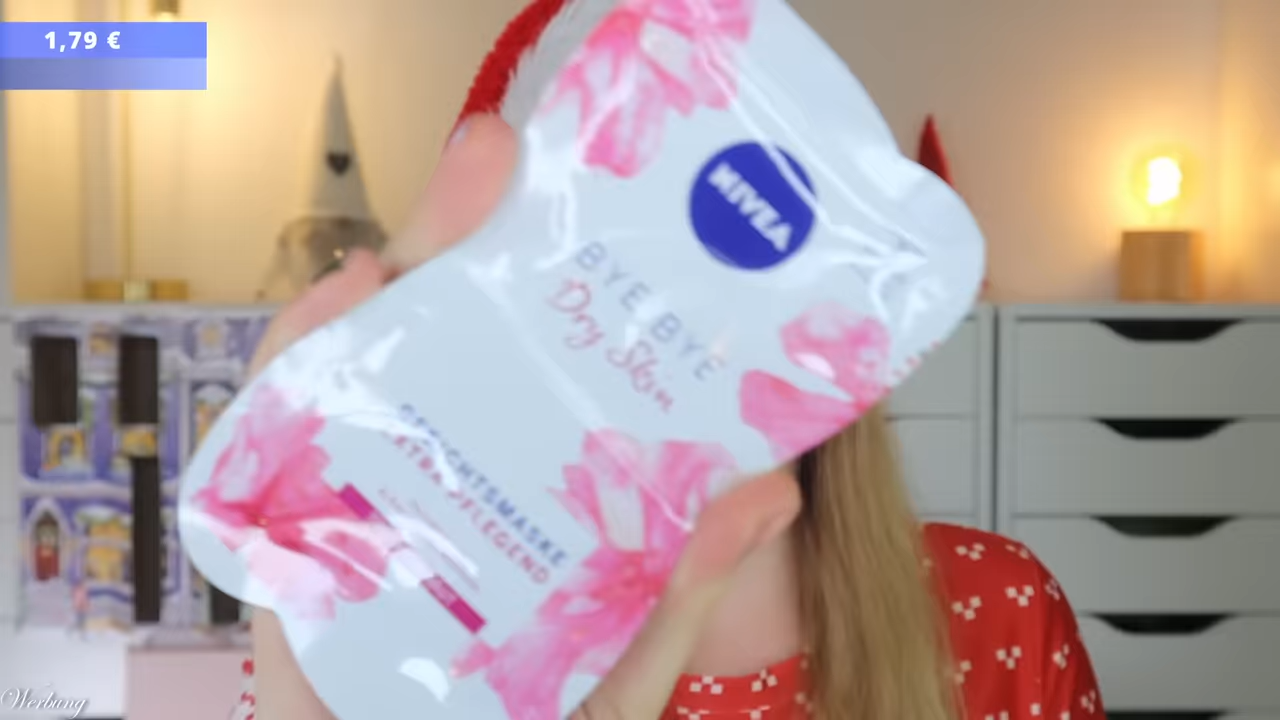 1,79 €
NIVEA
BYE BYE
Dry Skin
GESICHTSMASKE
EXTRA PFLEGEND
Werbung